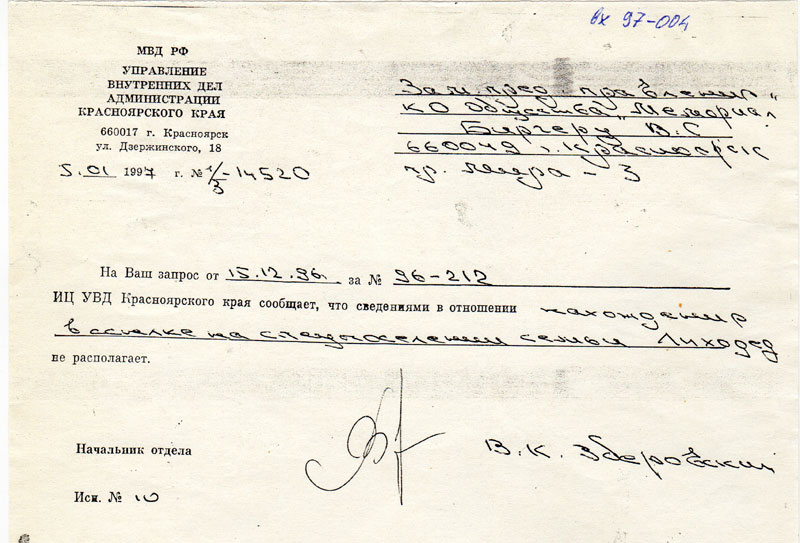 вх 97-004
МВД РФ
УПРАВЛЕНИЕ
ВНУТРЕННИХ ДЕЛ
АДМИНИСТРАЦИИ
КРАСНОЯРСКОГО КРАЯ
660017 г. Красноярск
ул. Дзержинского, 18
5.01 1997 г. № 1/3-14520
Зам. пред. правления
КО общества "Мемориал"
Биргеру В.С
660049 г. Красноярск
пр. Мира - 3
На Ваш запрос от 15.12.96г. за № 96-212
ИЦ УВД Красноярского края сообщает, что сведениями в отношении нахождения
в ссылке на спецпоселении семьи Лиходед
не располагает.
Начальник отдела В.К. Зберовский
Исп. № 10